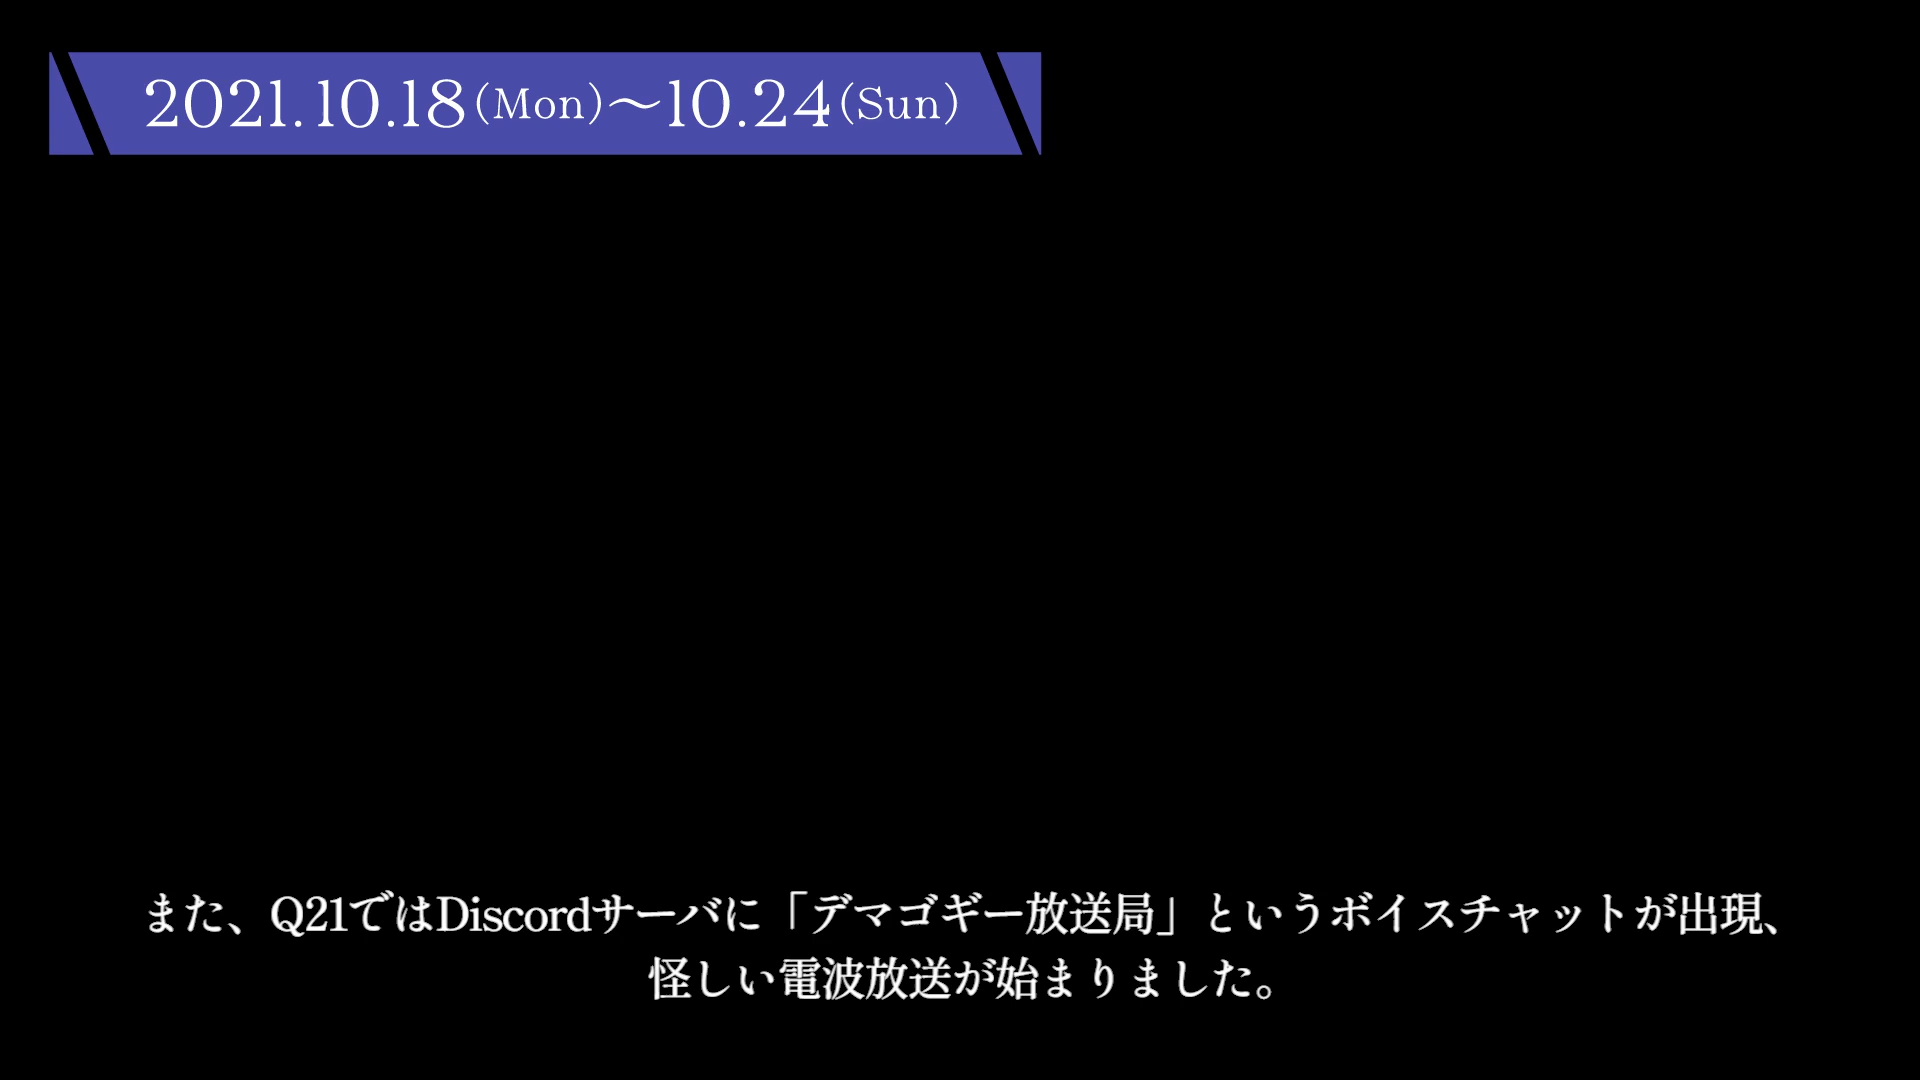 2021.10.18(Mon)〜10.24(Sun)
また、Q21ではDiscordサーバに「デマゴギー放送局」というボイスチャットが出現、
怪しい電波放送が始まりました。